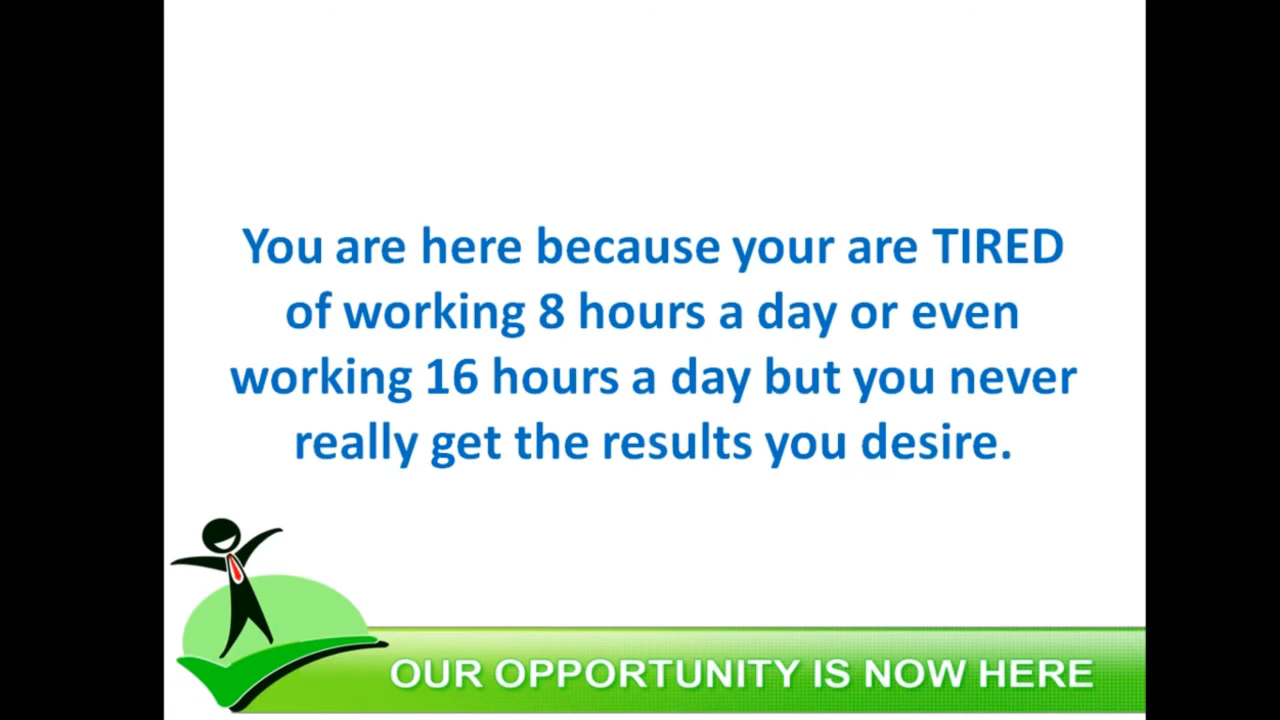 You are here because your are TIRED
of working 8 hours a day or even
working 16 hours a day but you never
really get the results you desire.
OUR OPPORTUNITY IS NOW HERE